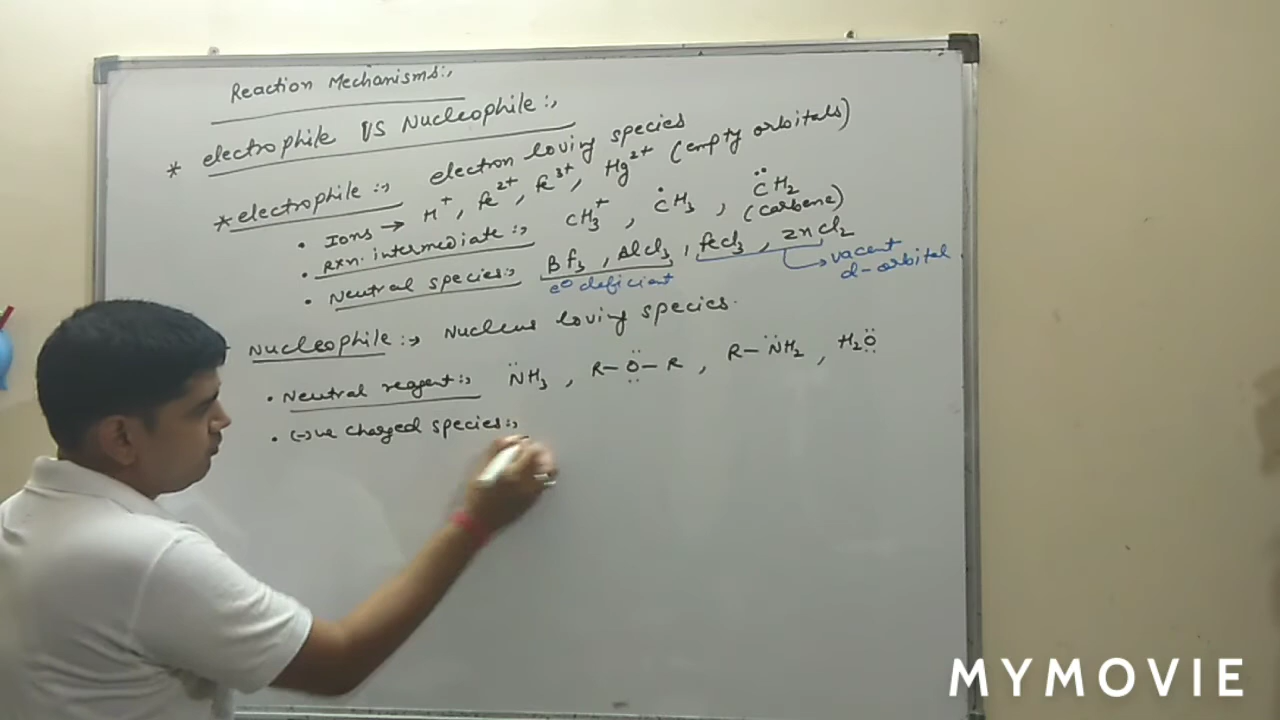 Reaction Mechanisms:,
* electrophile VS Nucleophile:,
* electrophile :→ electron loving species
• Ions → H⁺, fe²⁺, fe³⁺, Hg²⁺ (empty orbitals)
• Rxn. intermediate :→ CH₃⁺, ĊH₃, C̈H₂
(carbene)
• Neutral species:→ Bf₃, AlCl₃, feCl₃, znCl₂
e⊖ deficient
vacent
d-orbital
Nucleophile :→ Nucleus loving species.
• Neutral reagent:→ N̈H₃, R-Ö-R, R-N̈H₂, H₂Ö
• (-)ve charged species:→
MYMOVIE